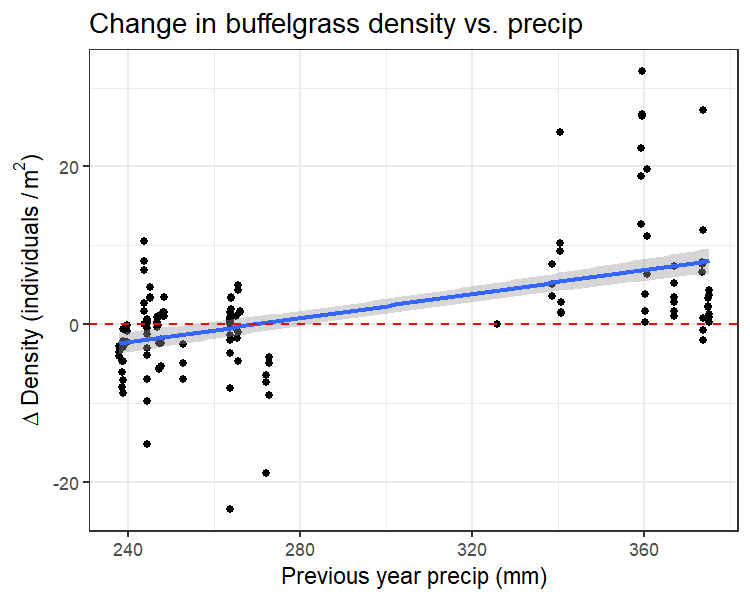 Change in buffelgrass density vs. precip
Δ Density (individuals / m²)
20
0
-20
240 280 320 360
Previous year precip (mm)